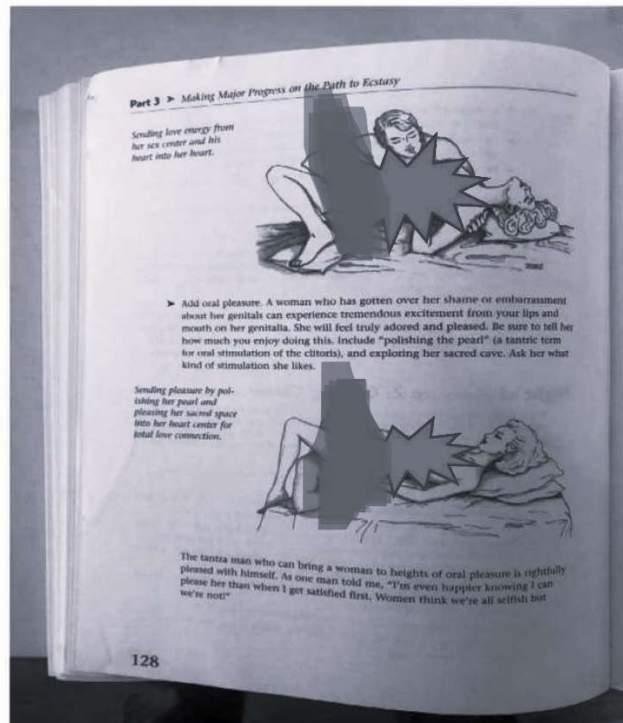 Part 3 ➤ Making Major Progress on the Path to Ecstasy
Sending love energy from
her sex center and his
heart into her heart.
➤ Add oral pleasure. A woman who has gotten over her shame or embarrassment
about her genitals can experience tremendous excitement from your lips and
mouth on her genitalia. She will feel truly adored and pleased. Be sure to tell her
how much you enjoy doing this. Include "polishing the pearl" (a tantric term
for oral stimulation of the clitoris), and exploring her sacred cave. Ask her what
kind of stimulation she likes.
Sending pleasure by pol-
ishing her pearl and
pleasing her sacred space
into her heart center for
total love connection.
The tantra man who can bring a woman to heights of oral pleasure is rightfully
pleased with himself. As one man told me, "I'm even happier knowing I can
please her than when I get satisfied first. Women think we're all selfish but
we're not!"
128